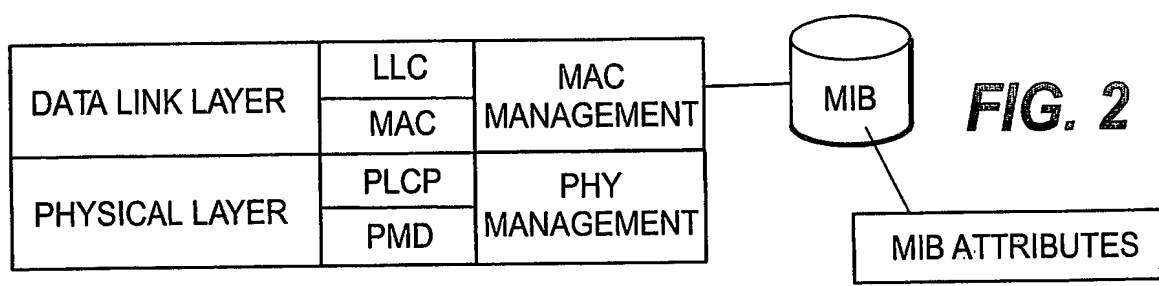 DATA LINK LAYER
LLC
MAC
MAC
MANAGEMENT
PHYSICAL LAYER
PLCP
PMD
PHY
MANAGEMENT
MIB
FIG. 2
MIB ATTRIBUTES